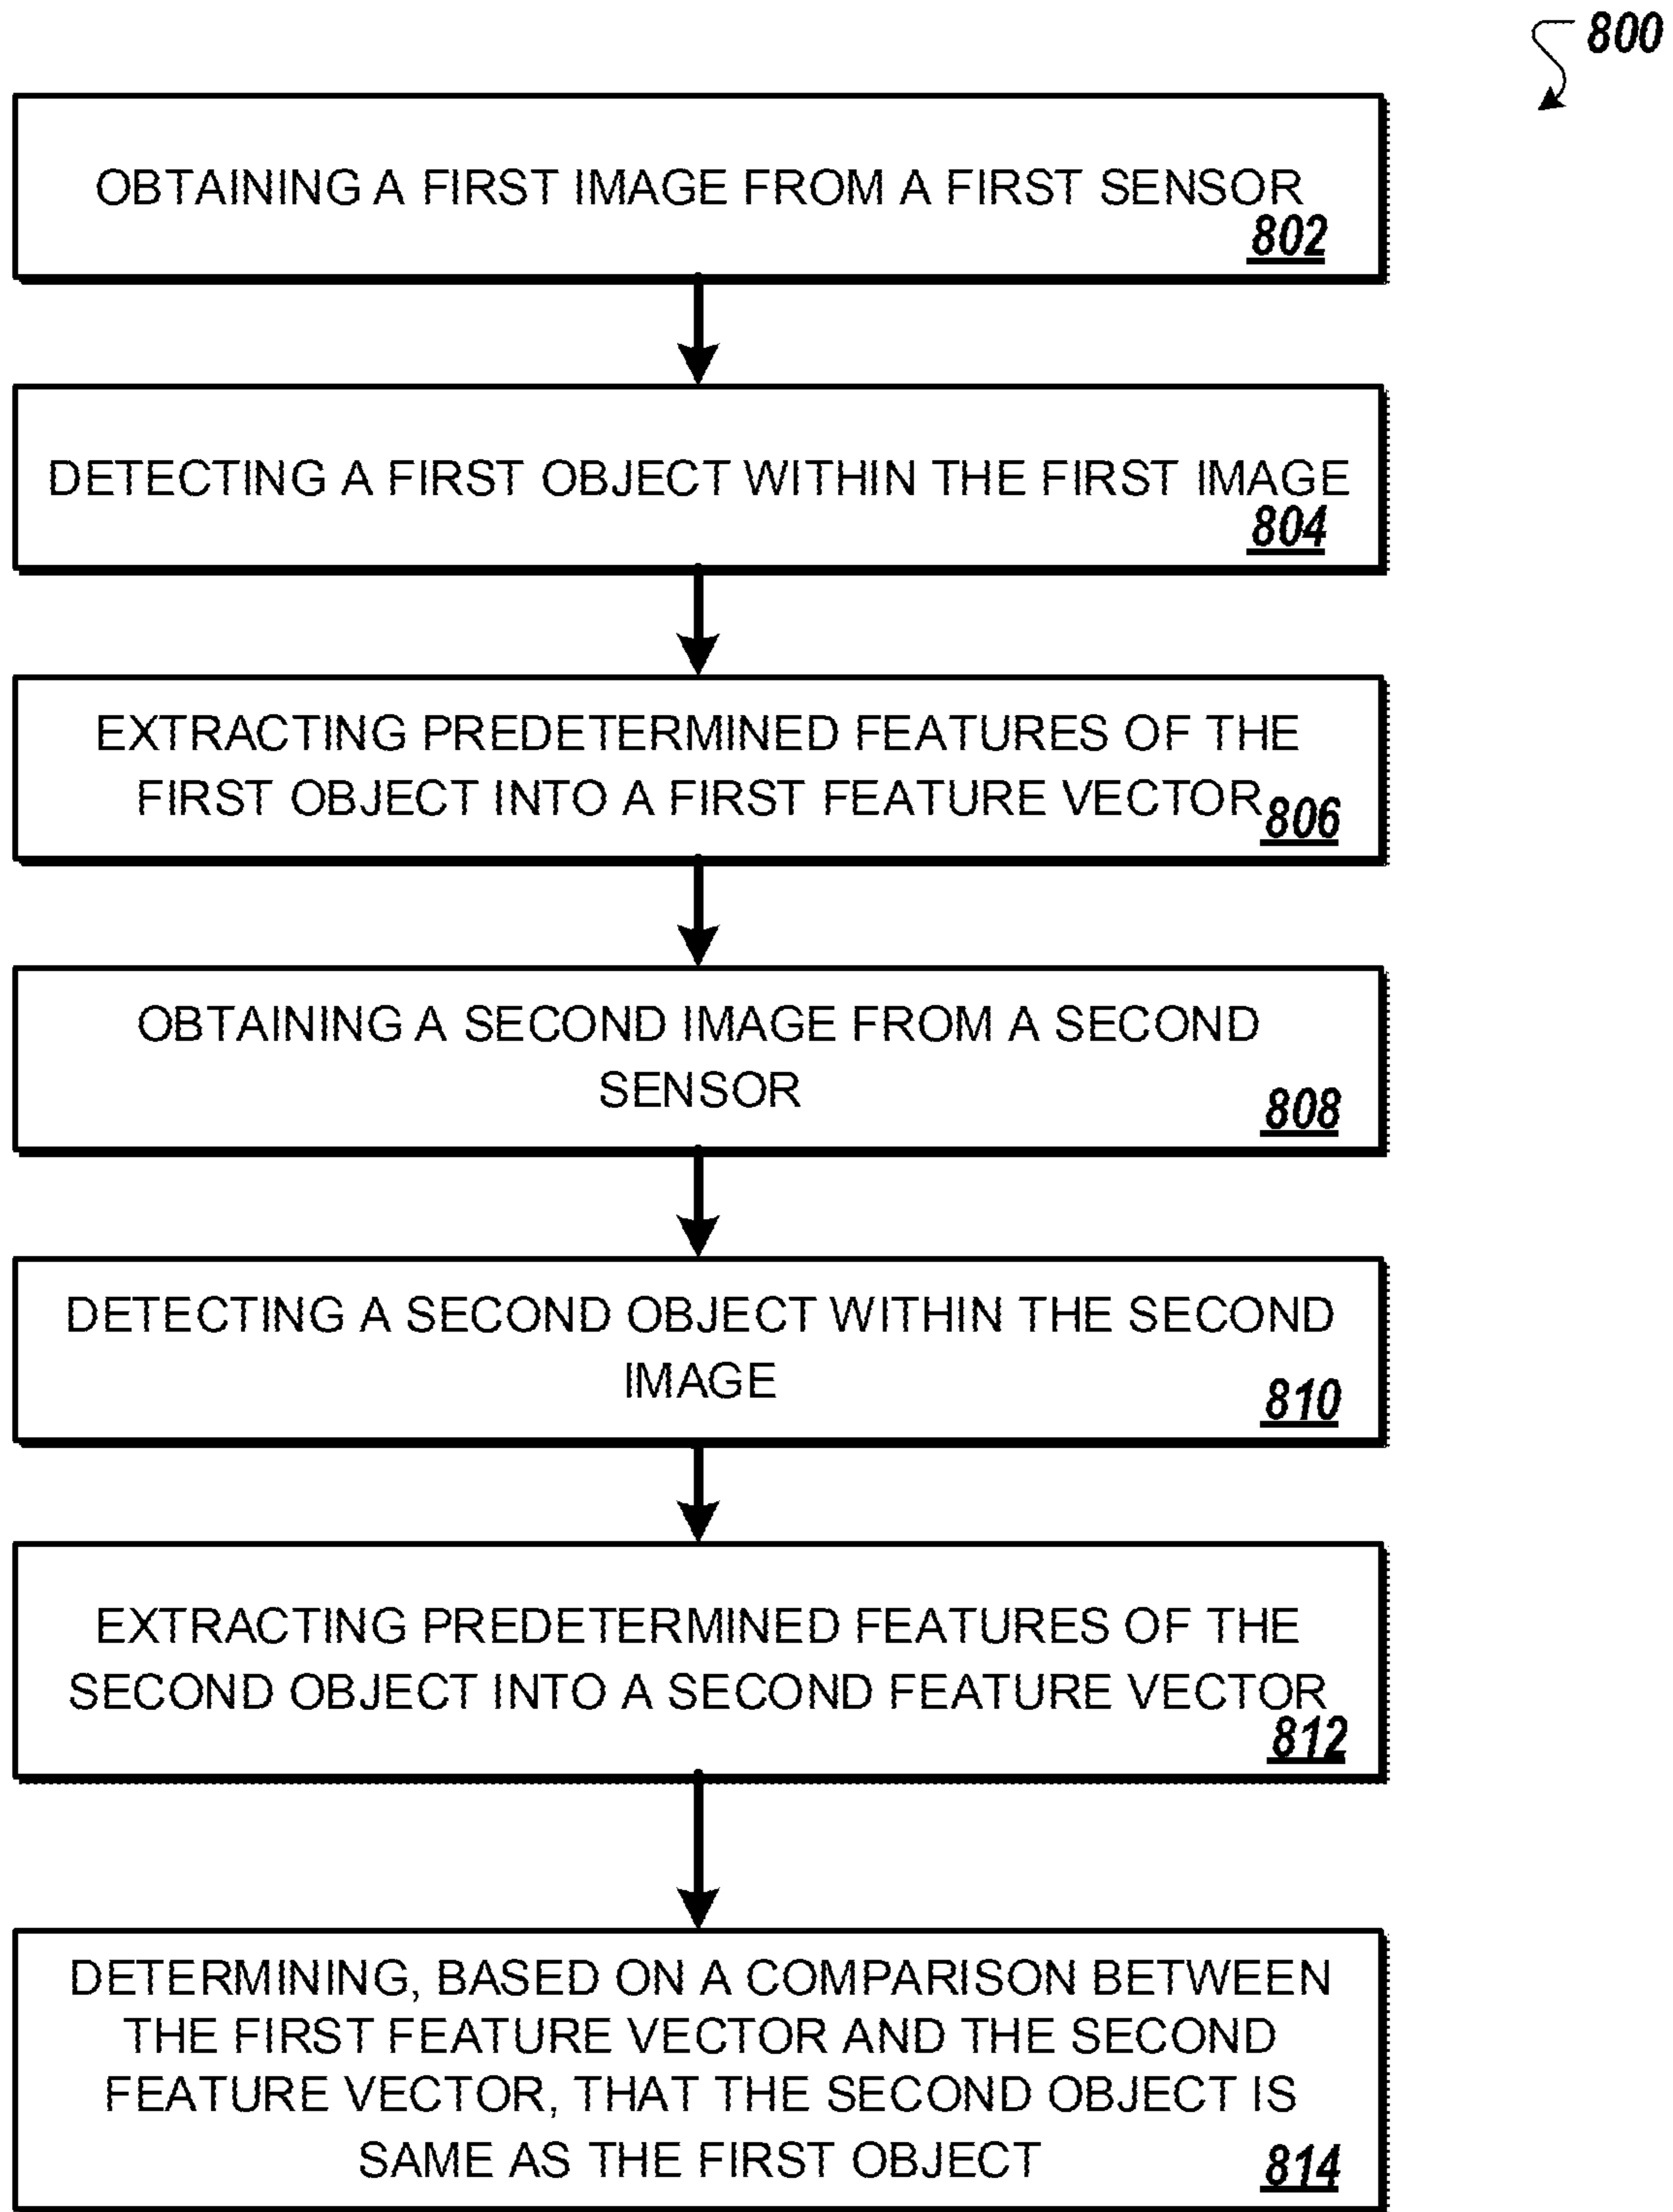 800
OBTAINING A FIRST IMAGE FROM A FIRST SENSOR
802
DETECTING A FIRST OBJECT WITHIN THE FIRST IMAGE
804
EXTRACTING PREDETERMINED FEATURES OF THE
FIRST OBJECT INTO A FIRST FEATURE VECTOR
806
OBTAINING A SECOND IMAGE FROM A SECOND
SENSOR
808
DETECTING A SECOND OBJECT WITHIN THE SECOND
IMAGE
810
EXTRACTING PREDETERMINED FEATURES OF THE
SECOND OBJECT INTO A SECOND FEATURE VECTOR
812
DETERMINING, BASED ON A COMPARISON BETWEEN
THE FIRST FEATURE VECTOR AND THE SECOND
FEATURE VECTOR, THAT THE SECOND OBJECT IS
SAME AS THE FIRST OBJECT
814